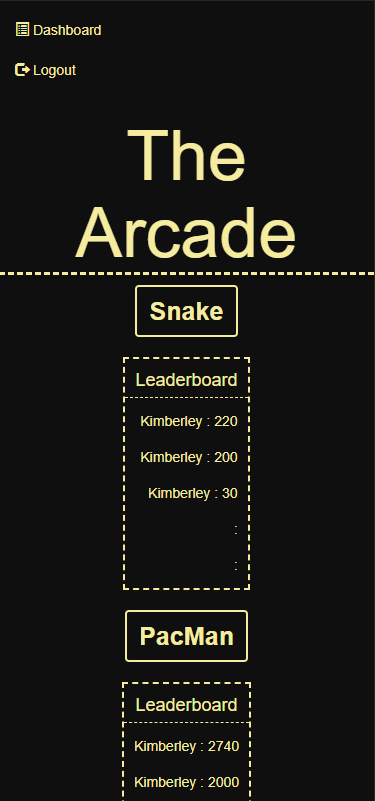 Dashboard
Logout
The
Arcade
Snake
Leaderboard
Kimberley : 220
Kimberley : 200
Kimberley : 30
:
:
PacMan
Leaderboard
Kimberley : 2740
Kimberley : 2000